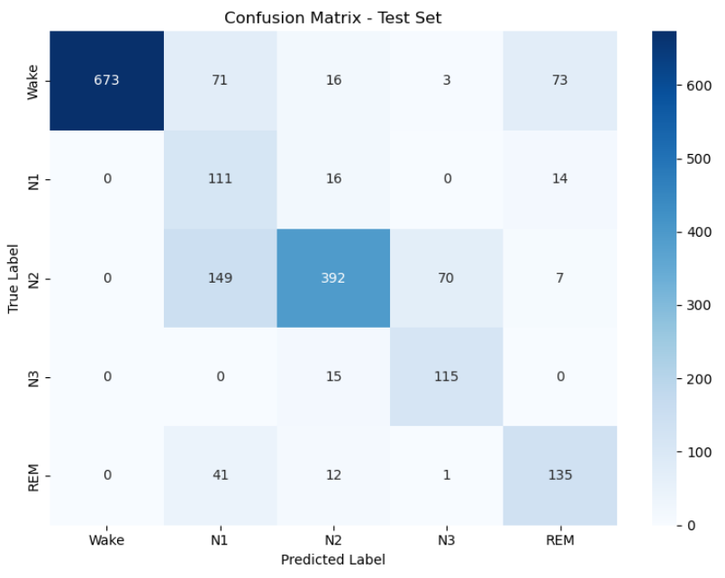 Confusion Matrix - Test Set
Wake 673 71 16 3 73
N1 0 111 16 0 14
N2 0 149 392 70 7
N3 0 0 15 115 0
REM 0 41 12 1 135
Wake N1 N2 N3 REM
Predicted Label
True Label
600
500
400
300
200
100
0